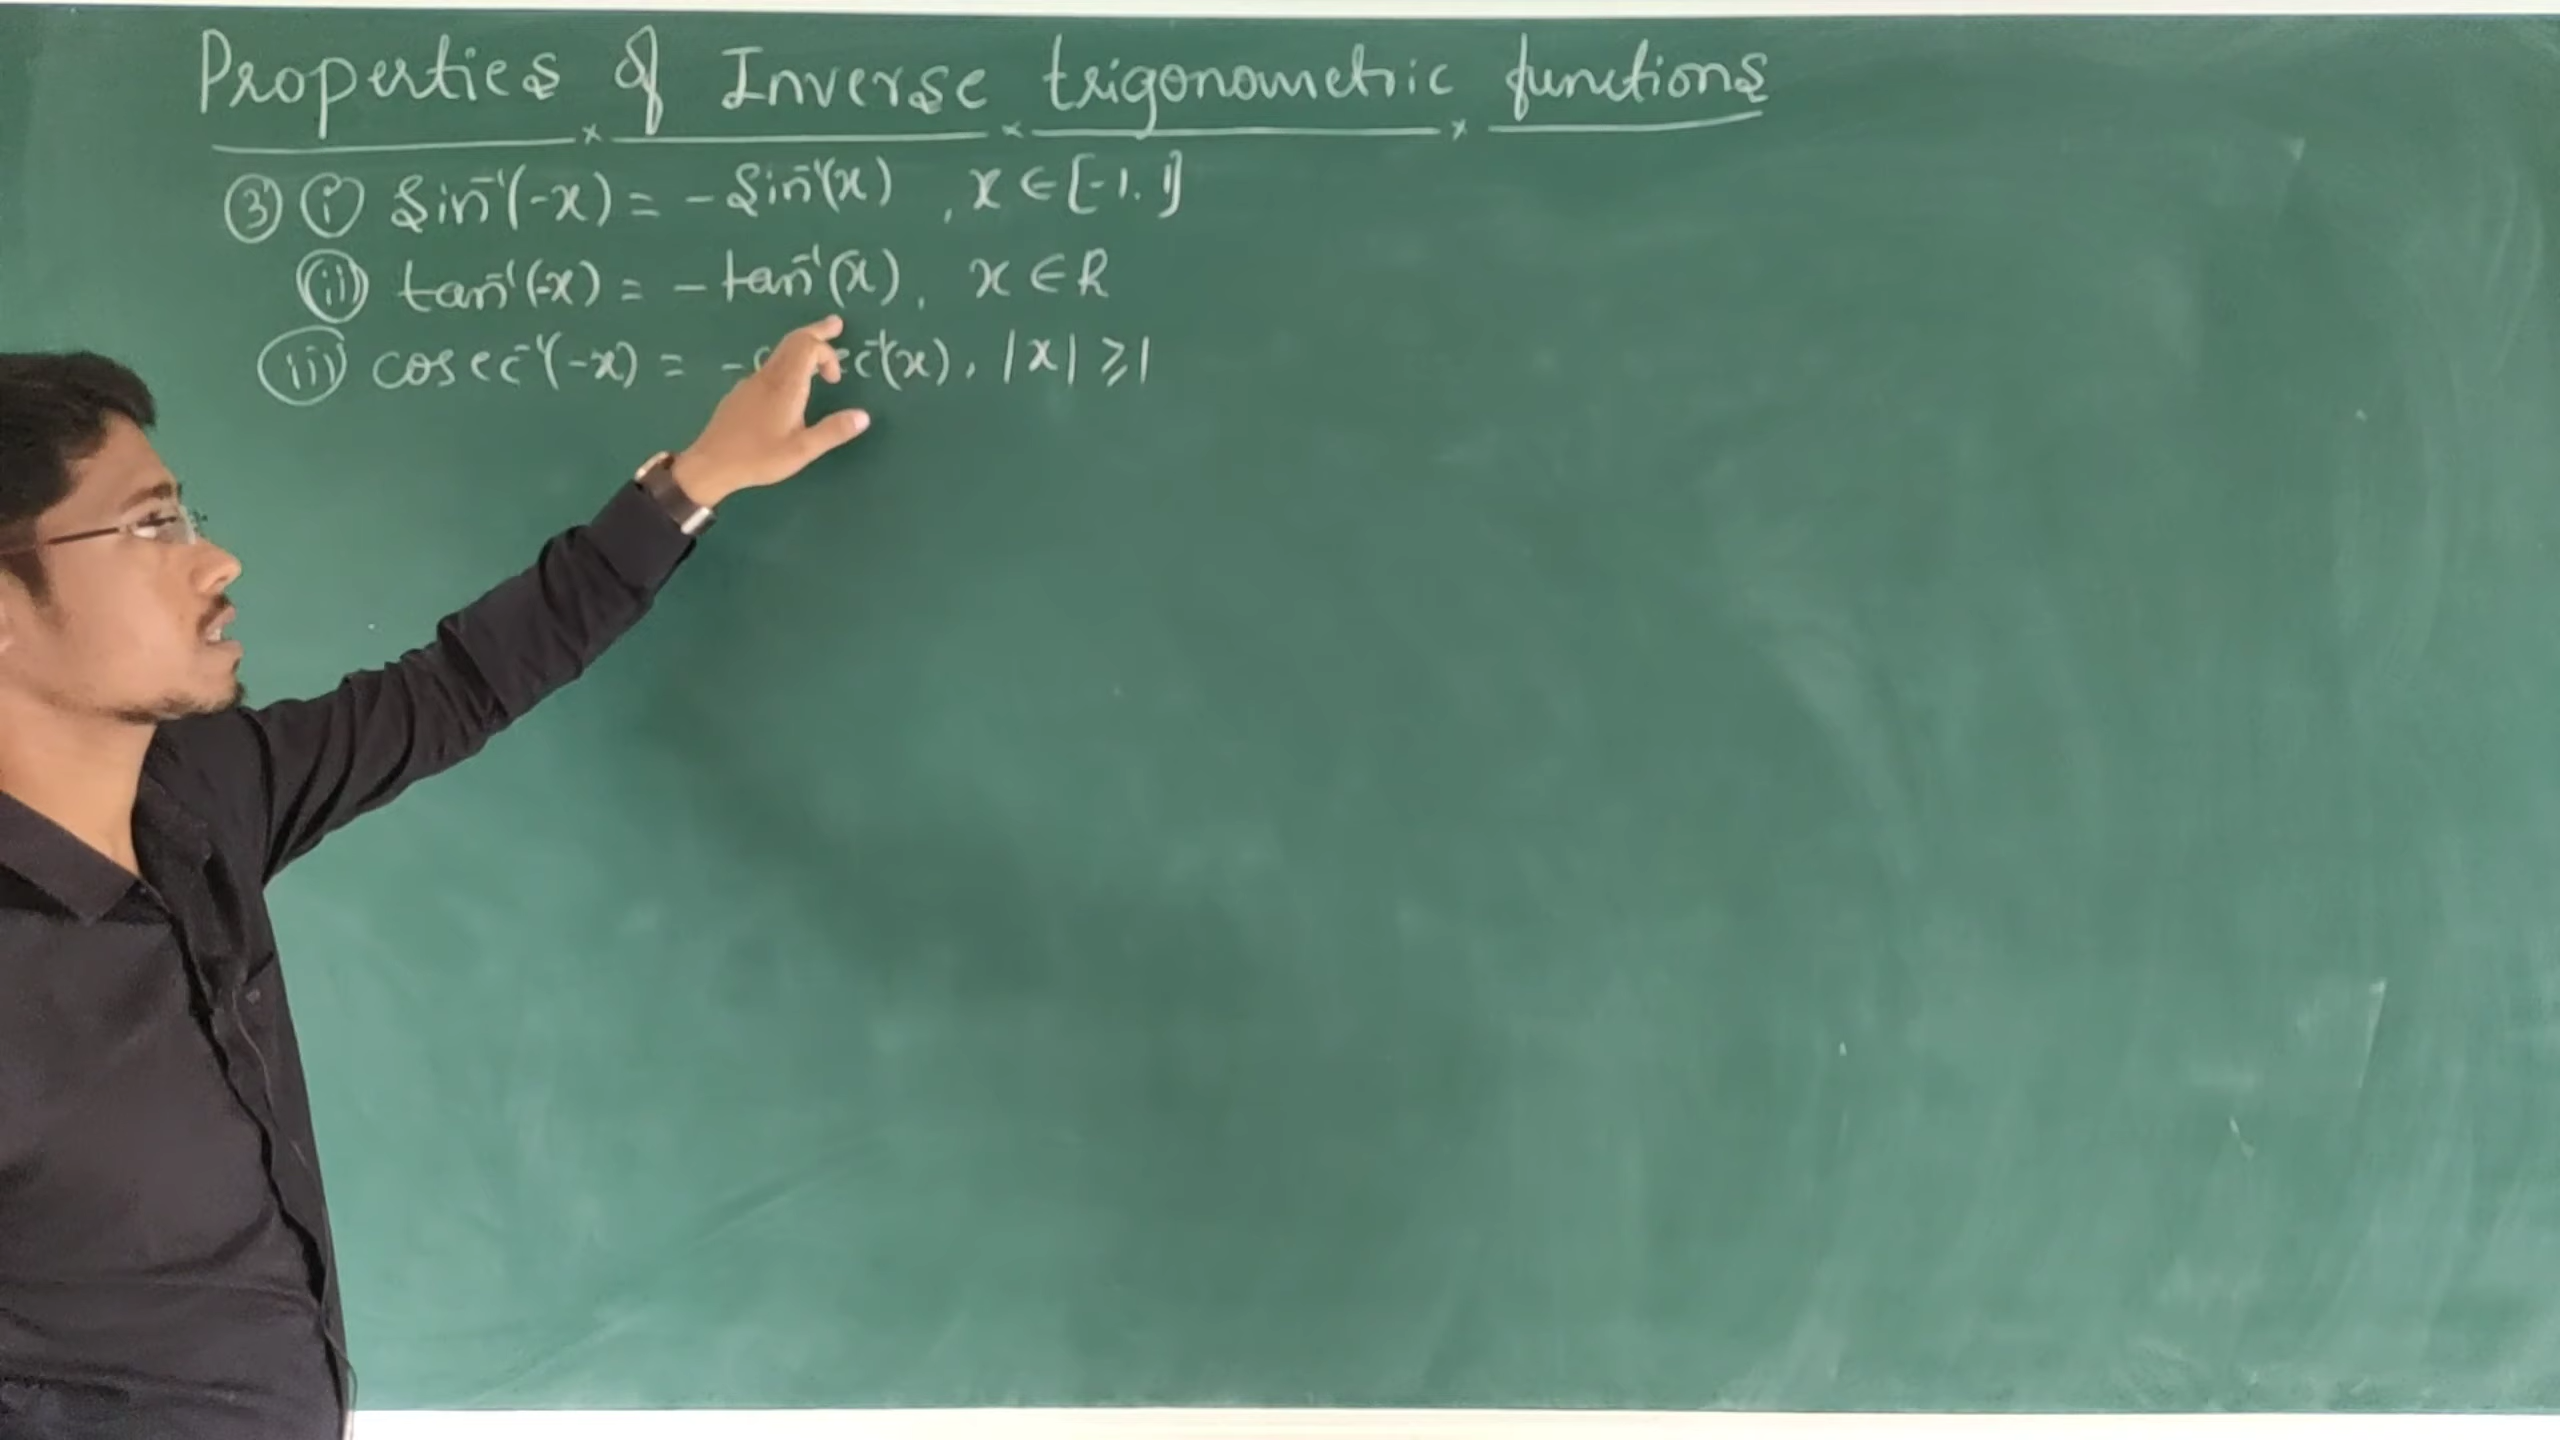 Properties of Inverse trigonometric functions
③ (i) Sin⁻¹(-x) = -Sin⁻¹(x) , x ∈ [-1, 1]
(ii) tan⁻¹(-x) = -tan⁻¹(x), x ∈ R
(iii) cosec⁻¹(-x) = - ec⁻¹(x), |x| ⩾ 1